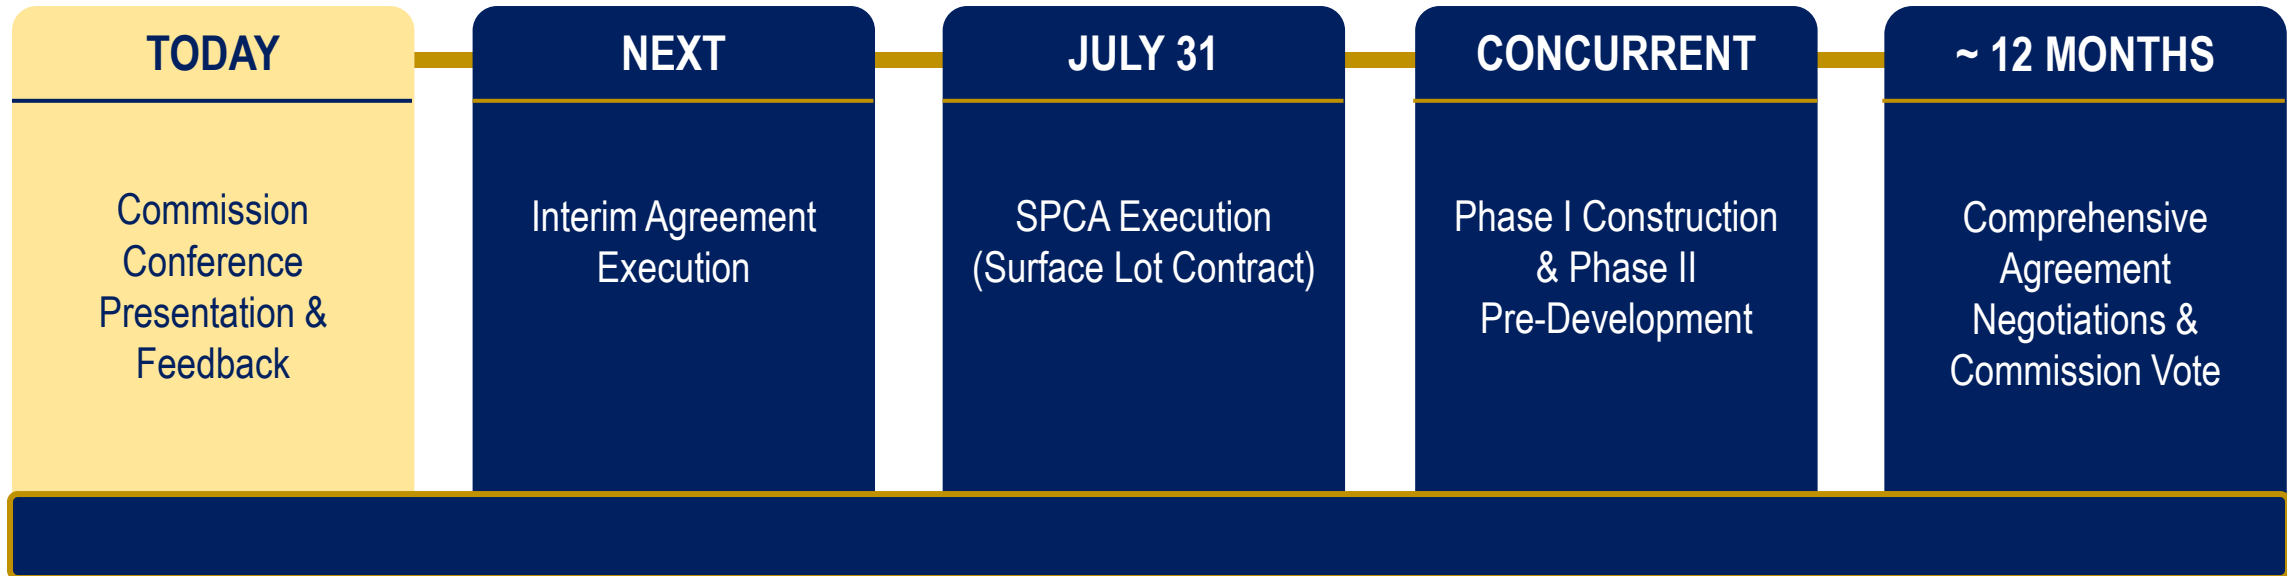 TODAY
Commission
Conference
Presentation &
Feedback
NEXT
Interim Agreement
Execution
JULY 31
SPCA Execution
(Surface Lot Contract)
CONCURRENT
Phase I Construction
& Phase II
Pre-Development
~ 12 MONTHS
Comprehensive
Agreement
Negotiations &
Commission Vote